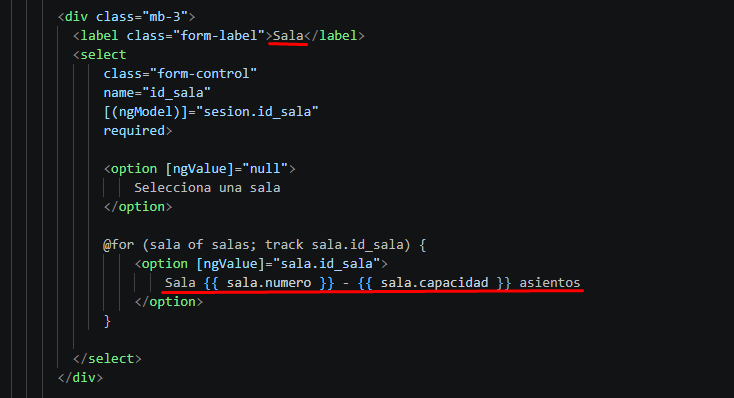 <div class="mb-3">
<label class="form-label">Sala</label>
<select
class="form-control"
name="id_sala"
[(ngModel)]="sesion.id_sala"
required>
<option [ngValue]="null">
Selecciona una sala
</option>
@for (sala of salas; track sala.id_sala) {
<option [ngValue]="sala.id_sala">
Sala {{ sala.numero }} - {{ sala.capacidad }} asientos
</option>
}
</select>
</div>